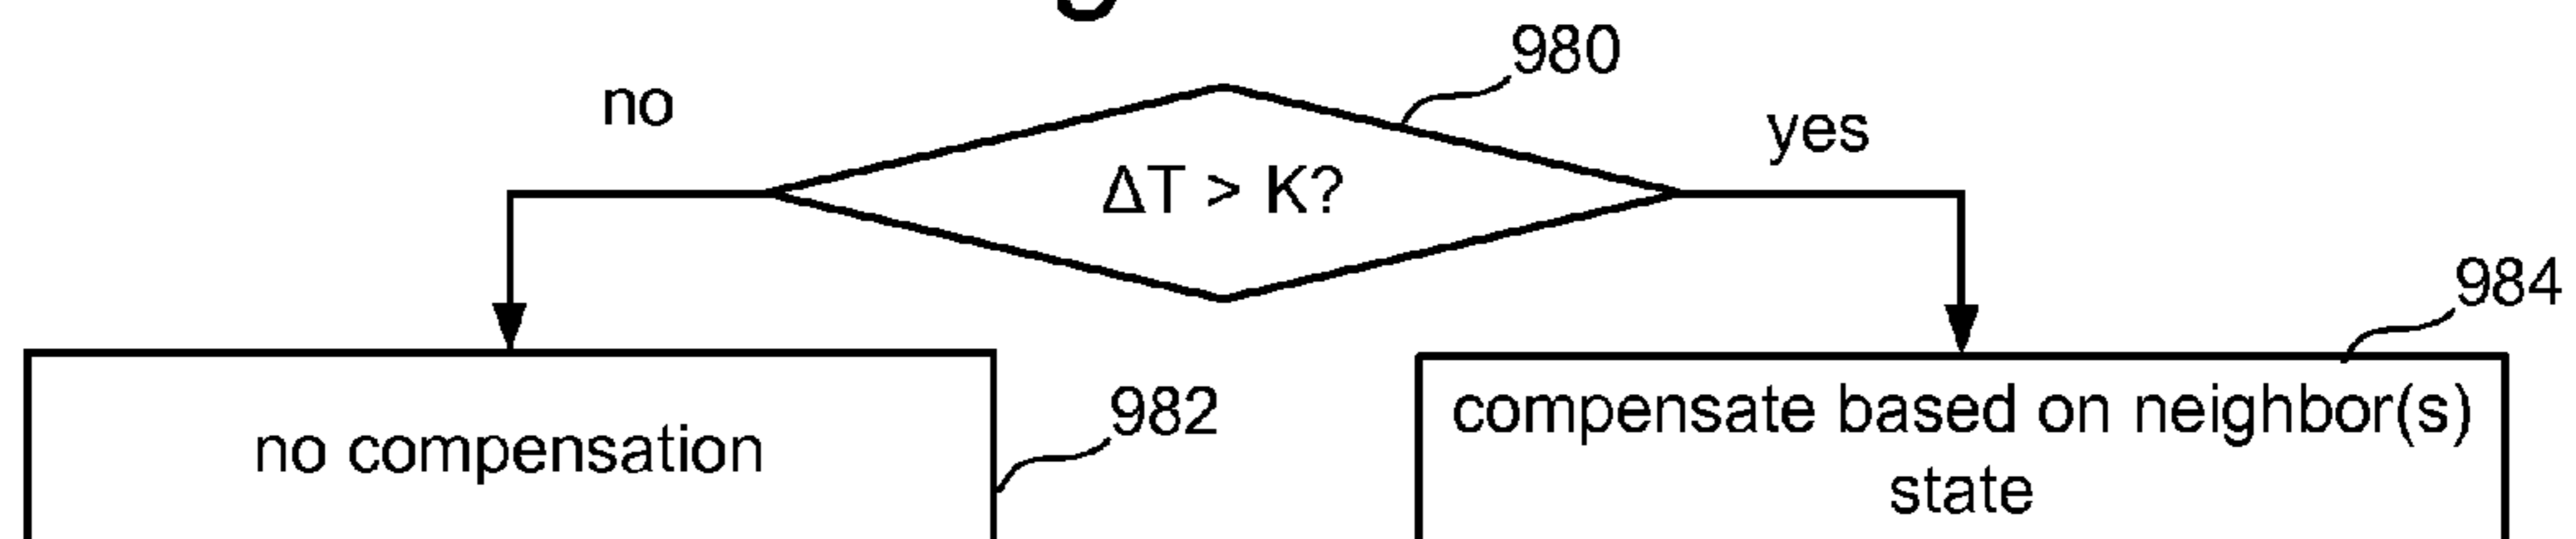 980
no
yes
ΔT > K?
984
982
compensate based on neighbor(s)
no compensation
state